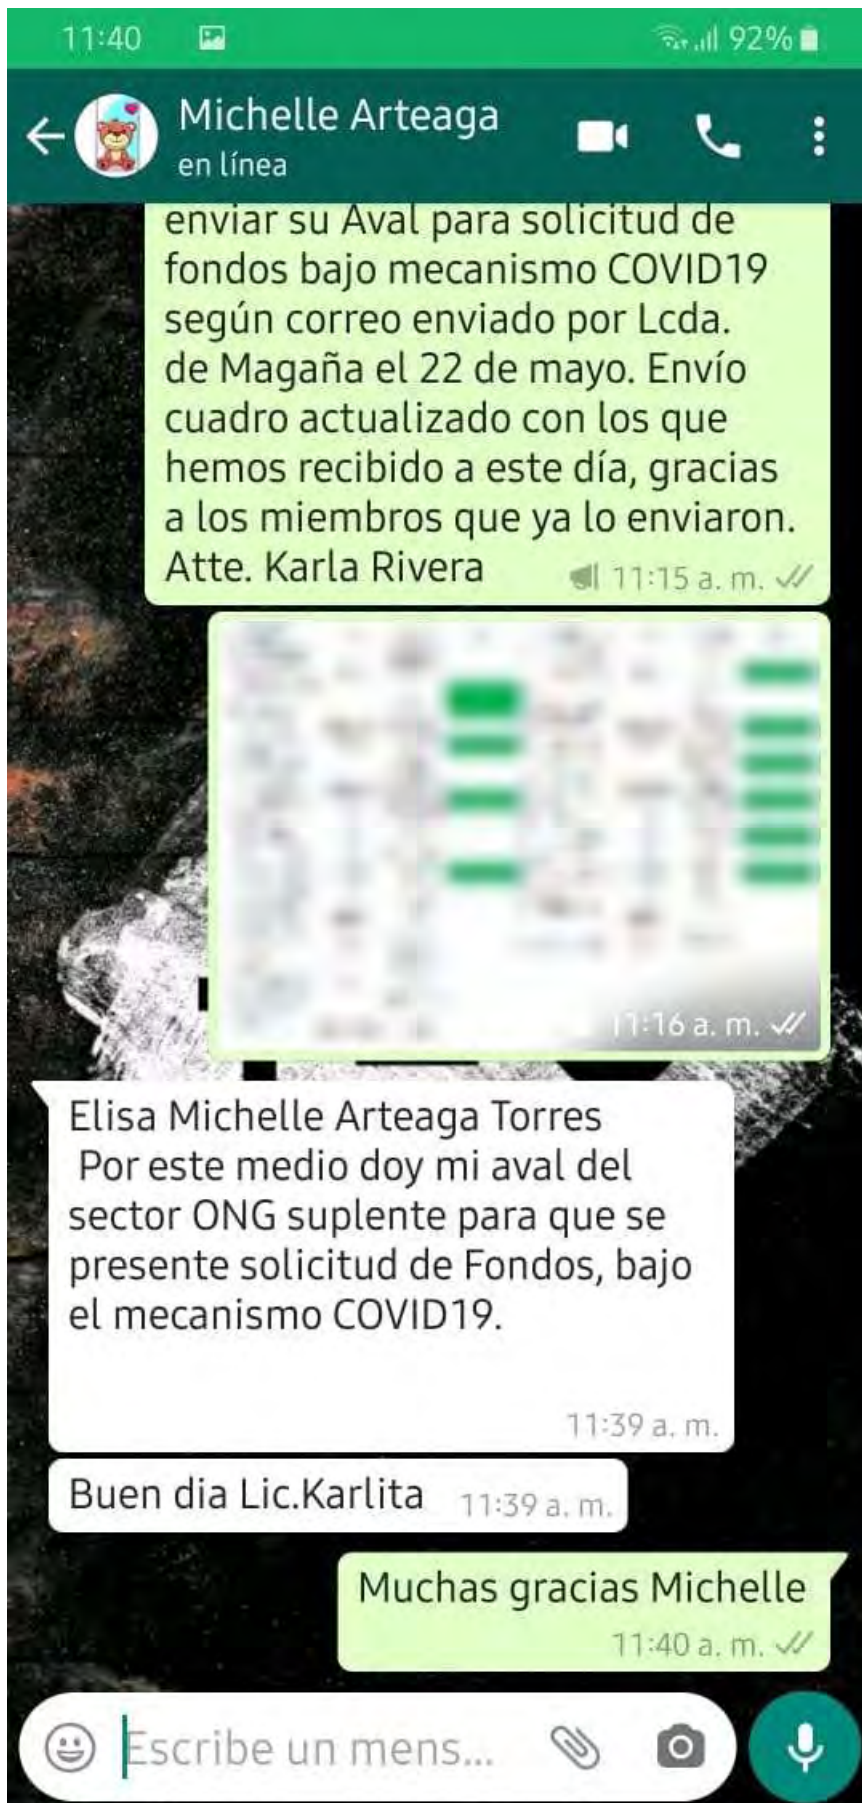 11:40 92%
Michelle Arteaga
en línea
enviar su Aval para solicitud de
fondos bajo mecanismo COVID19
según correo enviado por Lcda.
de Magaña el 22 de mayo. Envío
cuadro actualizado con los que
hemos recibido a este día, gracias
a los miembros que ya lo enviaron.
Atte. Karla Rivera 11:15 a. m.
11:16 a. m.
Elisa Michelle Arteaga Torres
Por este medio doy mi aval del
sector ONG suplente para que se
presente solicitud de Fondos, bajo
el mecanismo COVID19.
11:39 a. m.
Buen dia Lic.Karlita 11:39 a. m.
Muchas gracias Michelle
11:40 a. m.
Escribe un mens...